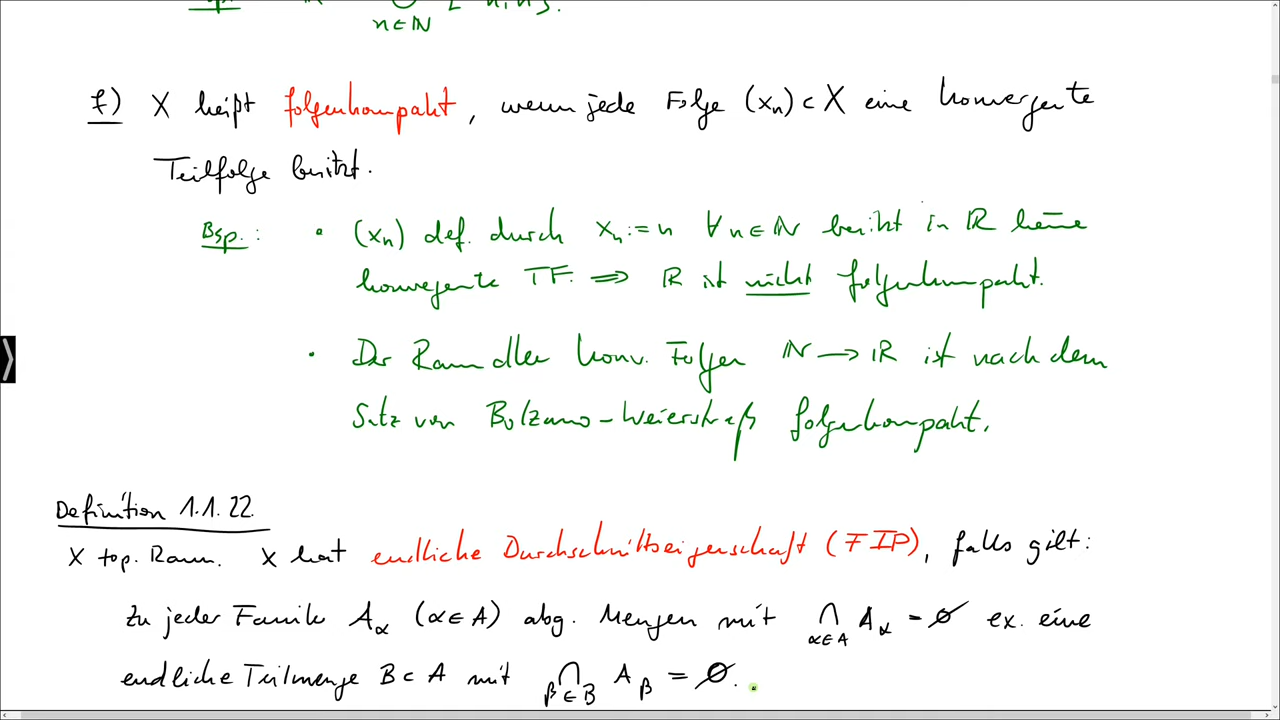 n∈ℕ
f) X heißt folgenkompakt, wenn jede Folge (xₙ) ⊂ X eine konvergente
Teilfolge besitzt.
Bsp.: • (xₙ) def. durch xₙ := n ∀ n∈ℕ besitzt in ℝ keine
konvegente TF. ⇒ ℝ ist nicht folgenkompakt.
• Der Raum aller konv. Folgen ℕ → ℝ ist nach dem
Satz von Bolzano-Weierstraß folgenkompakt.
Definition 1.1.22.
X top. Raum. X hat endliche Durchschnittseigenschaft (FIP), falls gilt:
Zu jeder Familie A_α (α∈A) abg. Mengen mit ⋂_{α∈A} A_α = ∅ ex. eine
endliche Teilmenge B ⊂ A mit ⋂_{β∈B} A_β = ∅.